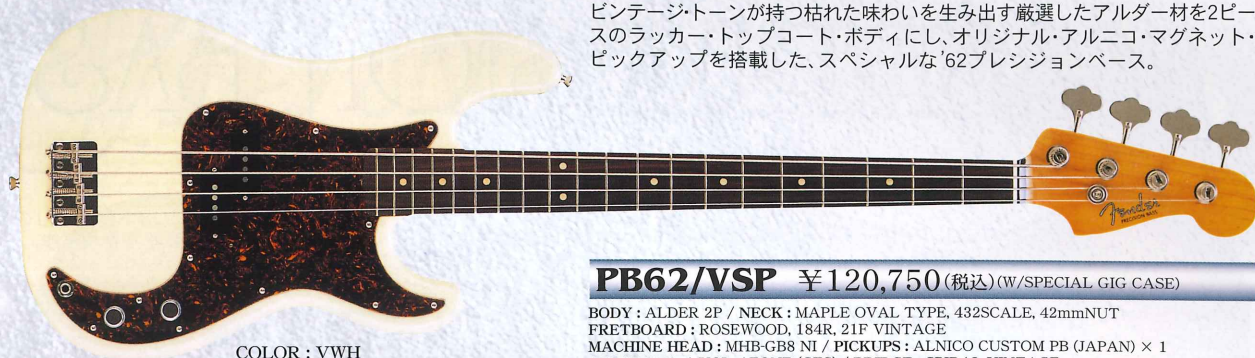 ビンテージ・トーンが持つ枯れた味わいを生み出す厳選したアルダー材を2ピー
スのラッカー・トップコート・ボディにし、オリジナル・アルニコ・マグネット・
ピックアップを搭載した、スペシャルな'62プレシジョンベース。
Fender
PRECISION BASS
PB62/VSP ¥120,750(税込)(W/SPECIAL GIG CASE)
BODY : ALDER 2P / NECK : MAPLE OVAL TYPE, 432SCALE, 42mmNUT
FRETBOARD : ROSEWOOD, 184R, 21F VINTAGE
MACHINE HEAD : MHB-GB8 NI / PICKUPS : ALNICO CUSTOM PB (JAPAN) × 1
COLOR : VWH